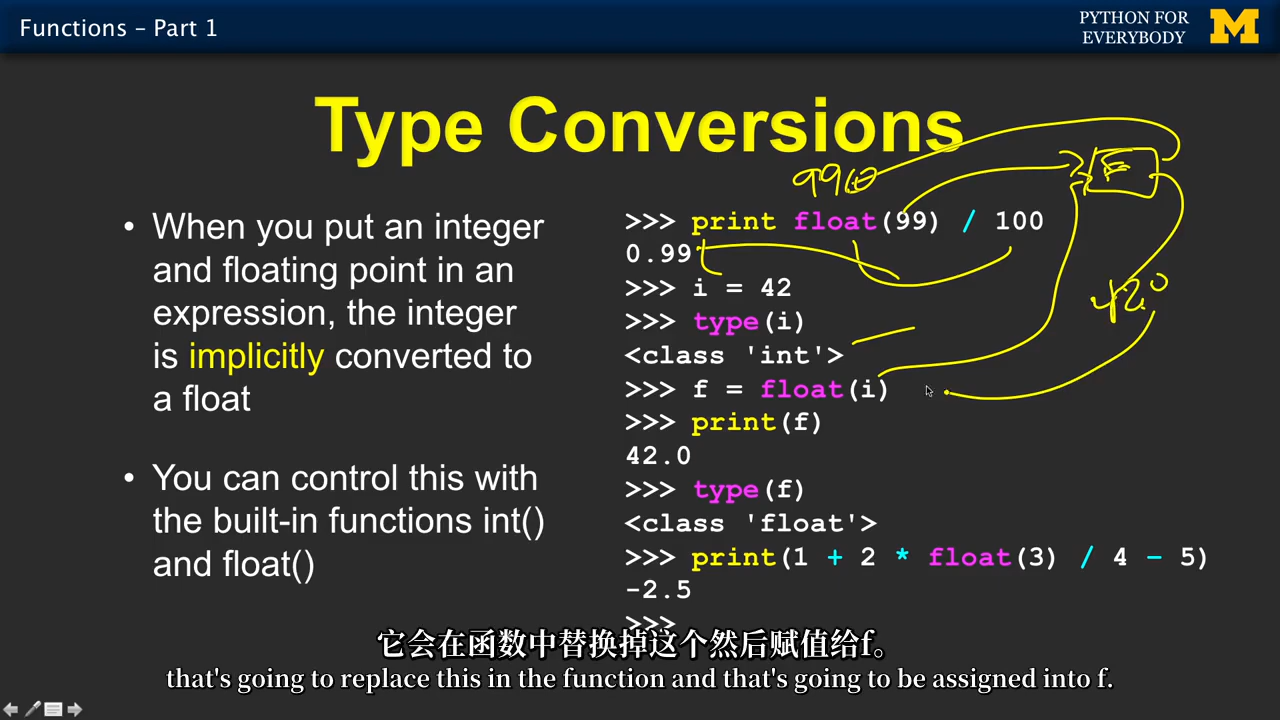 Functions – Part 1
PYTHON FOR
EVERYBODY
M
Type Conversions
• When you put an integer
and floating point in an
expression, the integer
is implicitly converted to
a float
• You can control this with
the built-in functions int()
and float()
F
>>> print float(99) / 100
0.99
>>> i = 42
>>> type(i)
<class 'int'>
>>> f = float(i)
>>> print(f)
42.0
>>> type(f)
<class 'float'>
>>> print(1 + 2 * float(3) / 4 - 5)
-2.5
>>>
42.0
它会在函数中替换掉这个然后赋值给f。
that's going to replace this in the function and that's going to be assigned into f.